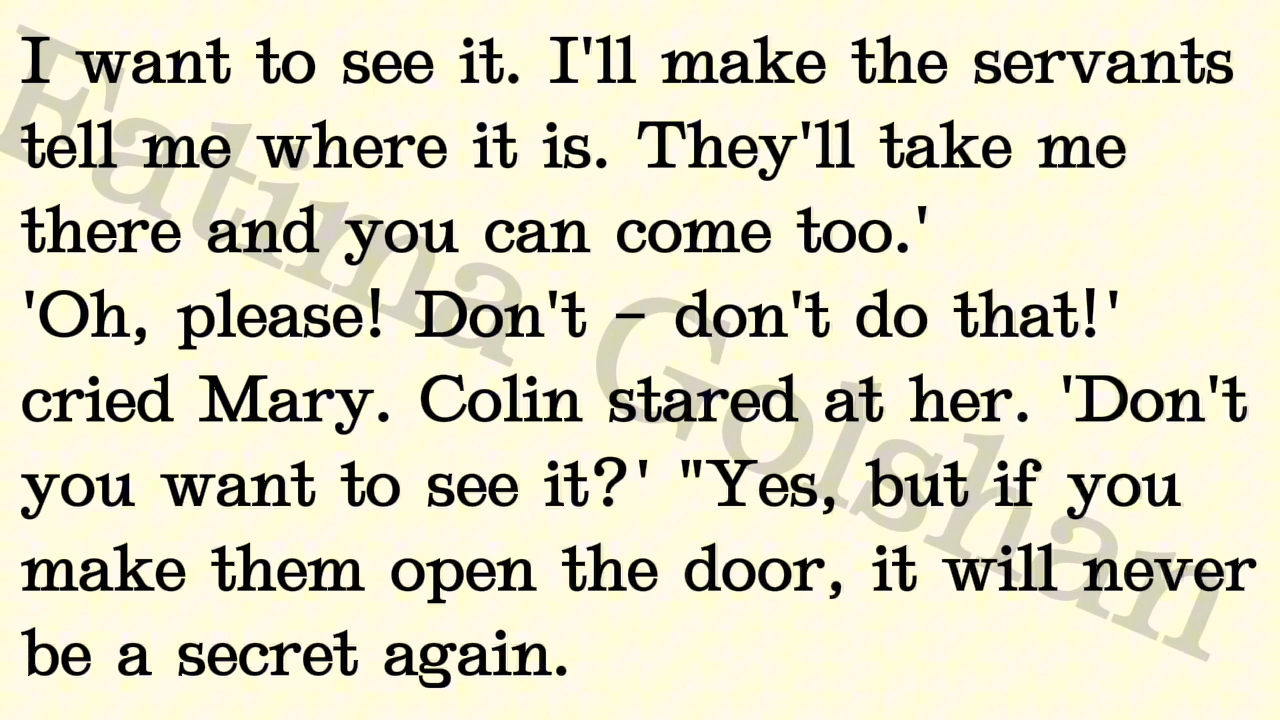 I want to see it. I'll make the servants
tell me where it is. They'll take me
there and you can come too.'
'Oh, please! Don't – don't do that!'
cried Mary. Colin stared at her. 'Don't
you want to see it?' "Yes, but if you
make them open the door, it will never
be a secret again.
Fatima Golshan